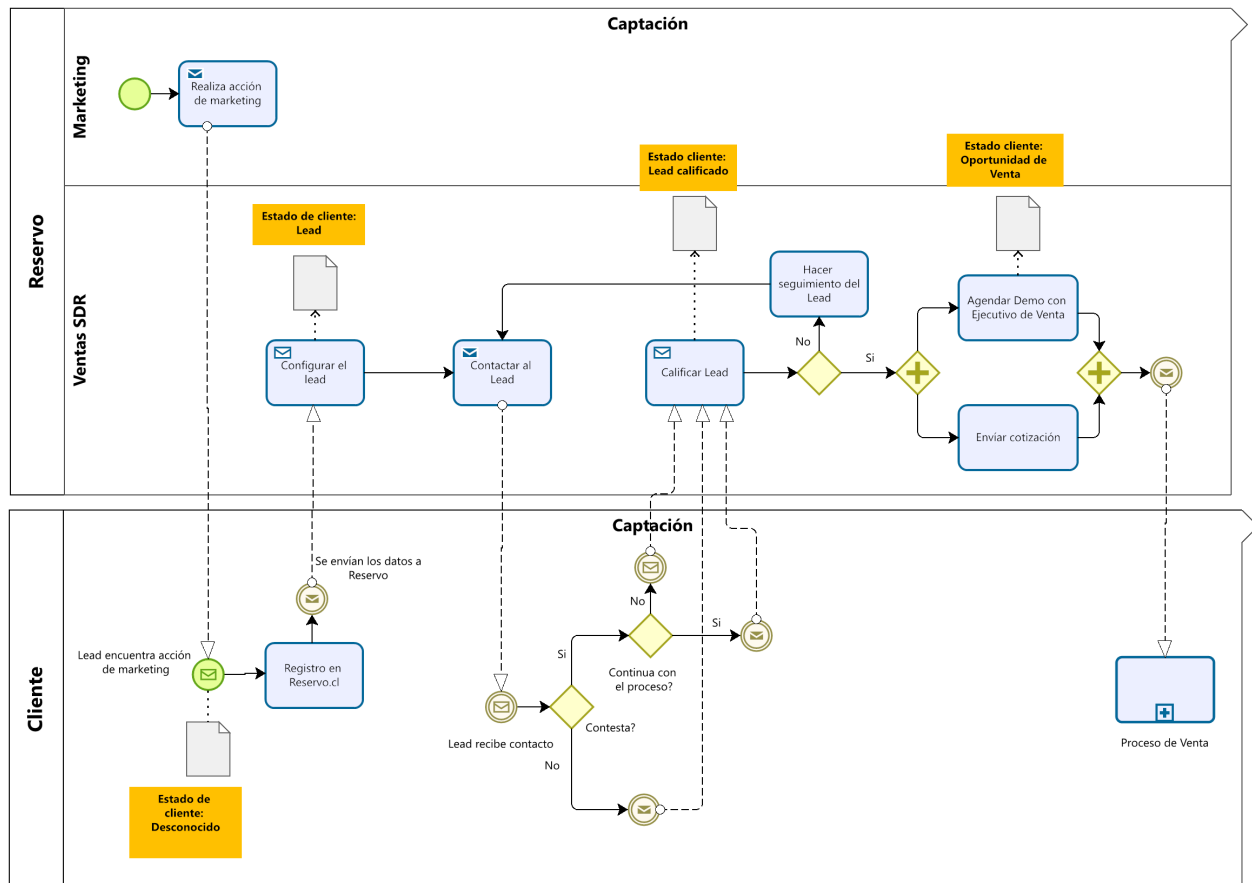 Captación
Marketing
Realiza acción
de marketing
Reservo
Ventas SDR
Estado de cliente:
Lead
Estado cliente:
Lead calificado
Estado cliente:
Oportunidad de
Venta
Hacer
seguimiento del
Lead
Agendar Demo con
Ejecutivo de Venta
Configurar el
lead
Contactar al
Lead
Calificar Lead
No
Si
Envíar cotización
Captación
Cliente
Se envían los datos a
Reservo
Lead encuentra acción
de marketing
Registro en
Reservo.cl
No
Si
Si
Continua con
el proceso?
Contesta?
Lead recibe contacto
No
Proceso de Venta
Estado de
cliente:
Desconocido